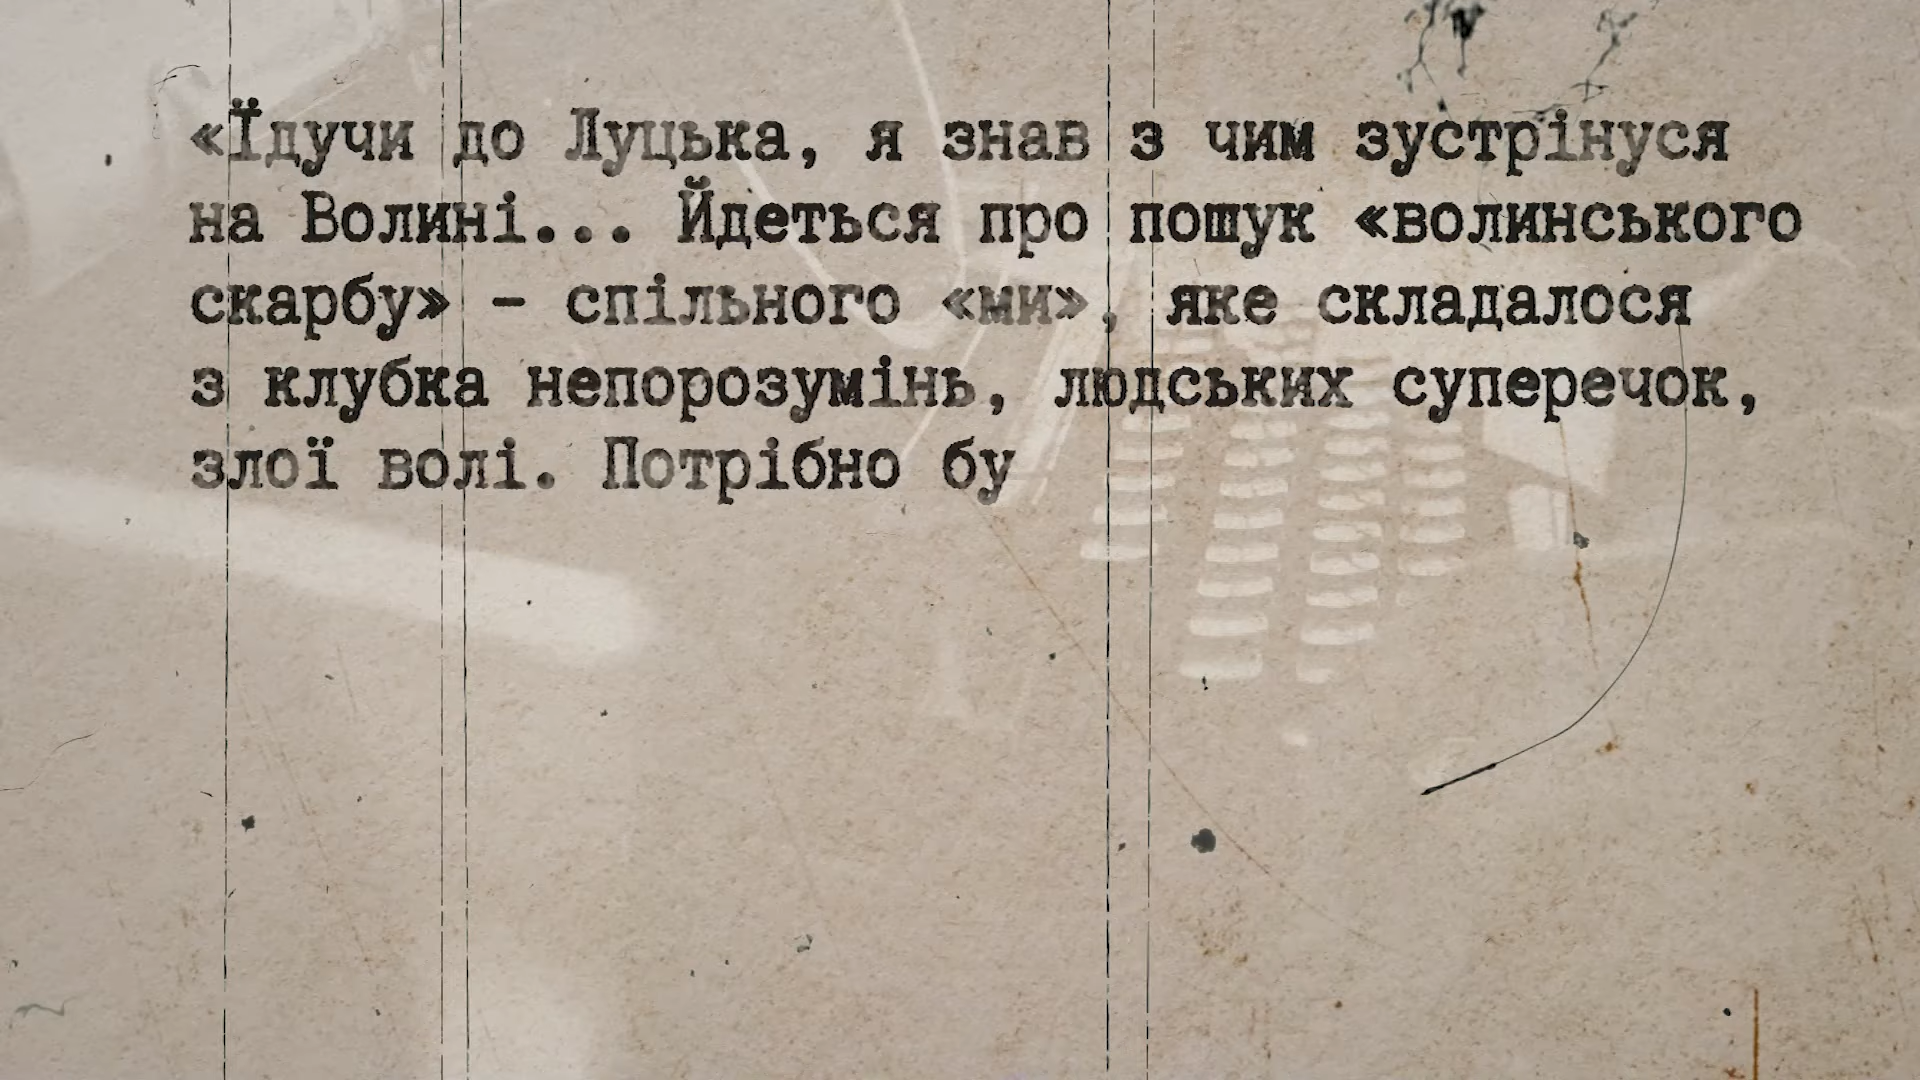 «Їдучи до Луцька, я знав з чим зустрінуся
на Волині... Йдеться про пошук «волинського
скарбу» – спільного «ми», яке складалося
з клубка непорозумінь, людських суперечок,
злої волі. Потрібно бу